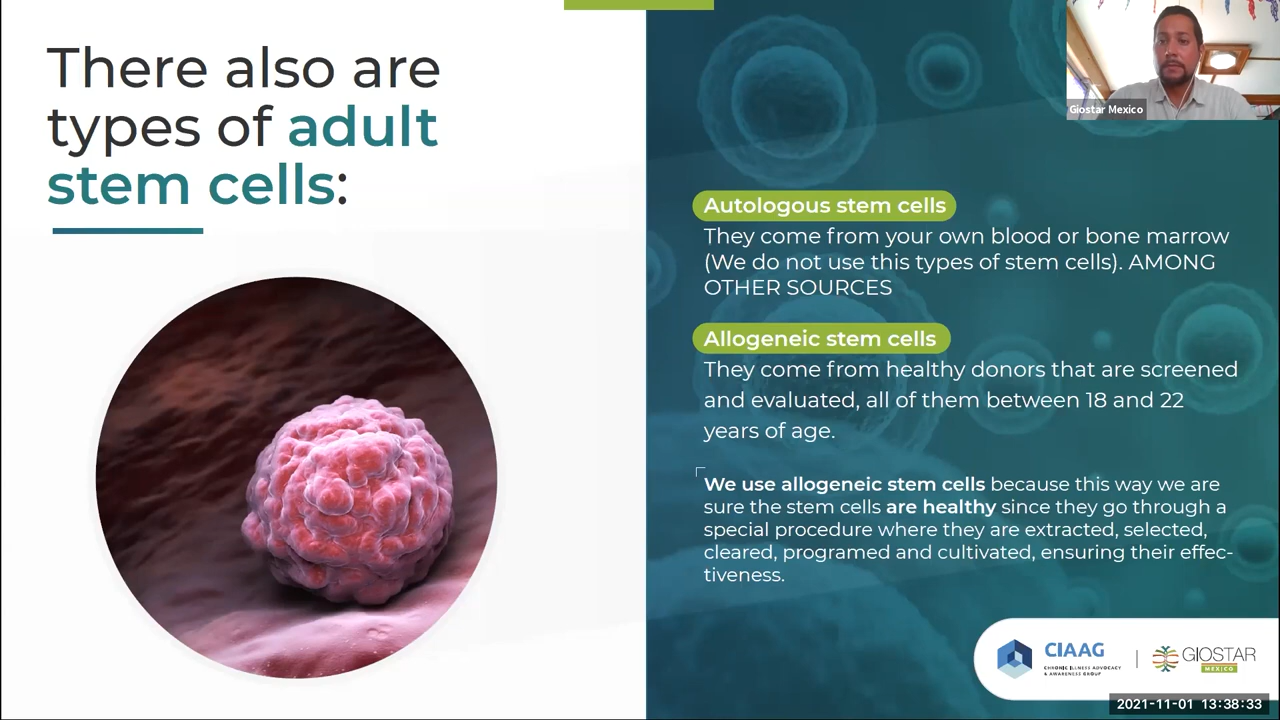 There also are
types of adult
stem cells:
Giostar Mexico
Autologous stem cells
They come from your own blood or bone marrow
(We do not use this types of stem cells). AMONG
OTHER SOURCES
Allogeneic stem cells
They come from healthy donors that are screened
and evaluated, all of them between 18 and 22
years of age.
We use allogeneic stem cells because this way we are
sure the stem cells are healthy since they go through a
special procedure where they are extracted, selected,
cleared, programed and cultivated, ensuring their effec-
tiveness.
CIAAG
CHRONIC ILLNESS ADVOCACY
& AWARENESS GROUP
GIOSTAR
MEXICO
2021-11-01 13:38:33